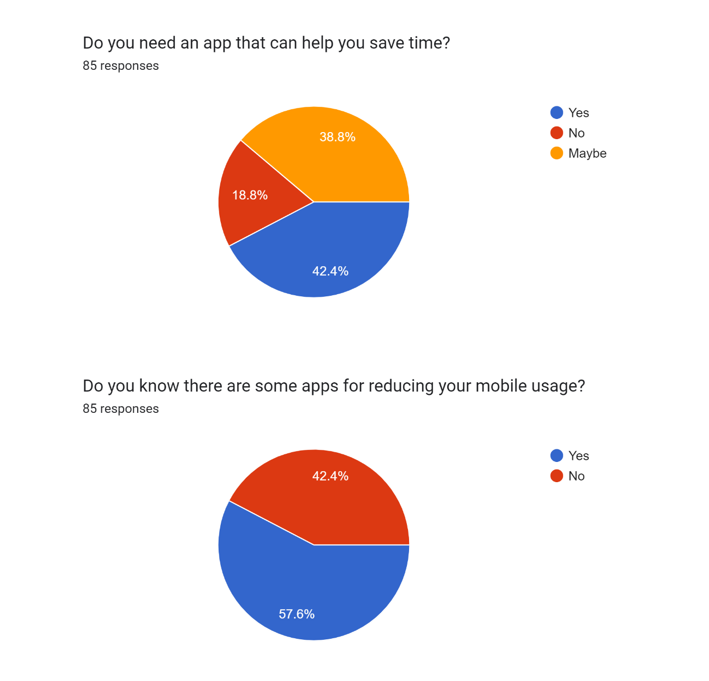 Do you need an app that can help you save time?
85 responses
Yes
No
Maybe
38.8%
18.8%
42.4%
Do you know there are some apps for reducing your mobile usage?
85 responses
Yes
No
42.4%
57.6%